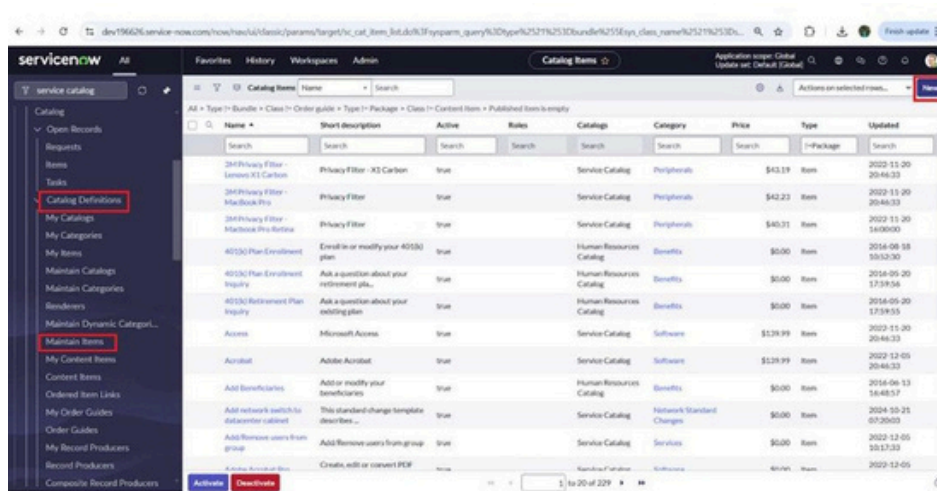 dev196626.service-now.com/now/nav/ui/classic/params/target/sc_cat_item_list.do%3Fsysparm_query%3Dtype%2521%253Dbundle%255Esys_class_name%2521%253D...
Finish update
servicenow All Favorites History Workspaces Admin Catalog Items
Application scope: Global
Update set: Default [Global]
service catalog
Catalog Items Name Search Actions on selected rows... New
Catalog
Open Records
Requests
Items
Tasks
Catalog Definitions
My Catalogs
My Categories
My Items
Maintain Catalogs
Maintain Categories
Renderers
Maintain Dynamic Categori...
Maintain Items
My Content Items
Content Items
Ordered Item Links
My Order Guides
Order Guides
My Record Producers
Record Producers
Composite Record Producers
All > Type != Bundle > Class != Order guide > Type != Package > Class != Content Item > Published Item is empty
Name Short description Active Roles Catalogs Category Price Type Updated
Search Search Search Search Search Search Search !=Package Search
3M Privacy Filter - Lenovo X1 Carbon Privacy Filter - X1 Carbon true Service Catalog Peripherals $43.19 Item 2022-11-20 20:46:33
3M Privacy Filter - MacBook Pro Privacy Filter true Service Catalog Peripherals $42.23 Item 2022-11-20 20:46:33
3M Privacy Filter - Macbook Pro Retina Privacy Filter true Service Catalog Peripherals $40.31 Item 2022-11-20 16:00:00
401(k) Plan Enrollment Enroll in or modify your 401(k) plan true Human Resources Catalog Benefits $0.00 Item 2016-08-18 10:52:30
401(k) Plan Enrollment Inquiry Ask a question about your retirement pla... true Human Resources Catalog Benefits $0.00 Item 2016-05-20 17:59:56
401(k) Retirement Plan Inquiry Ask a question about your existing plan true Human Resources Catalog Benefits $0.00 Item 2016-05-20 17:59:55
Access Microsoft Access true Service Catalog Software $139.99 Item 2022-11-20 20:46:33
Acrobat Adobe Acrobat true Service Catalog Software $139.99 Item 2022-12-05 20:46:33
Add Beneficiaries Add or modify your beneficiaries true Human Resources Catalog Benefits $0.00 Item 2016-06-13 16:48:57
Add network switch to datacenter cabinet This standard change template describes ... true Service Catalog Network Standard Changes $0.00 Item 2024-10-21 07:20:03
Add/Remove users from group Add/Remove users from group true Service Catalog Services $0.00 Item 2022-12-05 10:17:33
Adobe Acrobat Pro Create, edit or convert PDF true Service Catalog Software $0.00 Item 2022-12-05
Activate Deactivate 1 to 20 of 229